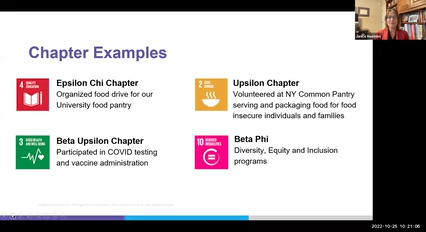 Chapter Examples
4 QUALITY EDUCATION
Epsilon Chi Chapter
Organized food drive for our
University food pantry
2 ZERO HUNGER
Upsilon Chapter
Volunteered at NY Common Pantry
serving and packaging food for food
insecure individuals and families
3 GOOD HEALTH AND WELL-BEING
Beta Upsilon Chapter
Participated in COVID testing
and vaccine administration
10 REDUCED INEQUALITIES
Beta Phi
Diversity, Equity and Inclusion
programs
2022-10-25 10:21:06